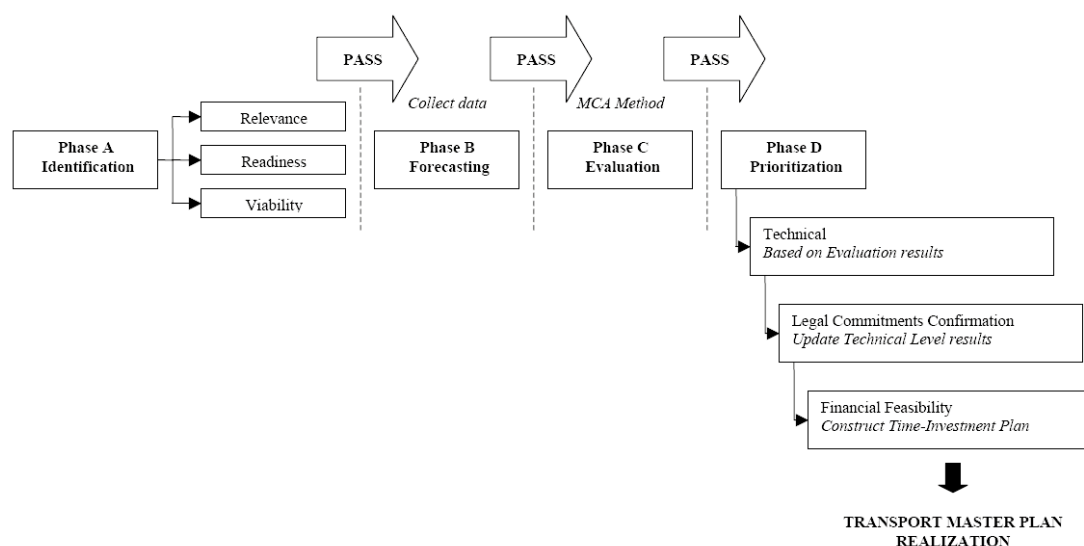 PASS
PASS
PASS
Collect data
MCA Method
Phase A
Identification
Relevance
Readiness
Viability
Phase B
Forecasting
Phase C
Evaluation
Phase D
Prioritization
Technical
Based on Evaluation results
Legal Commitments Confirmation
Update Technical Level results
Financial Feasibility
Construct Time-Investment Plan
TRANSPORT MASTER PLAN
REALIZATION